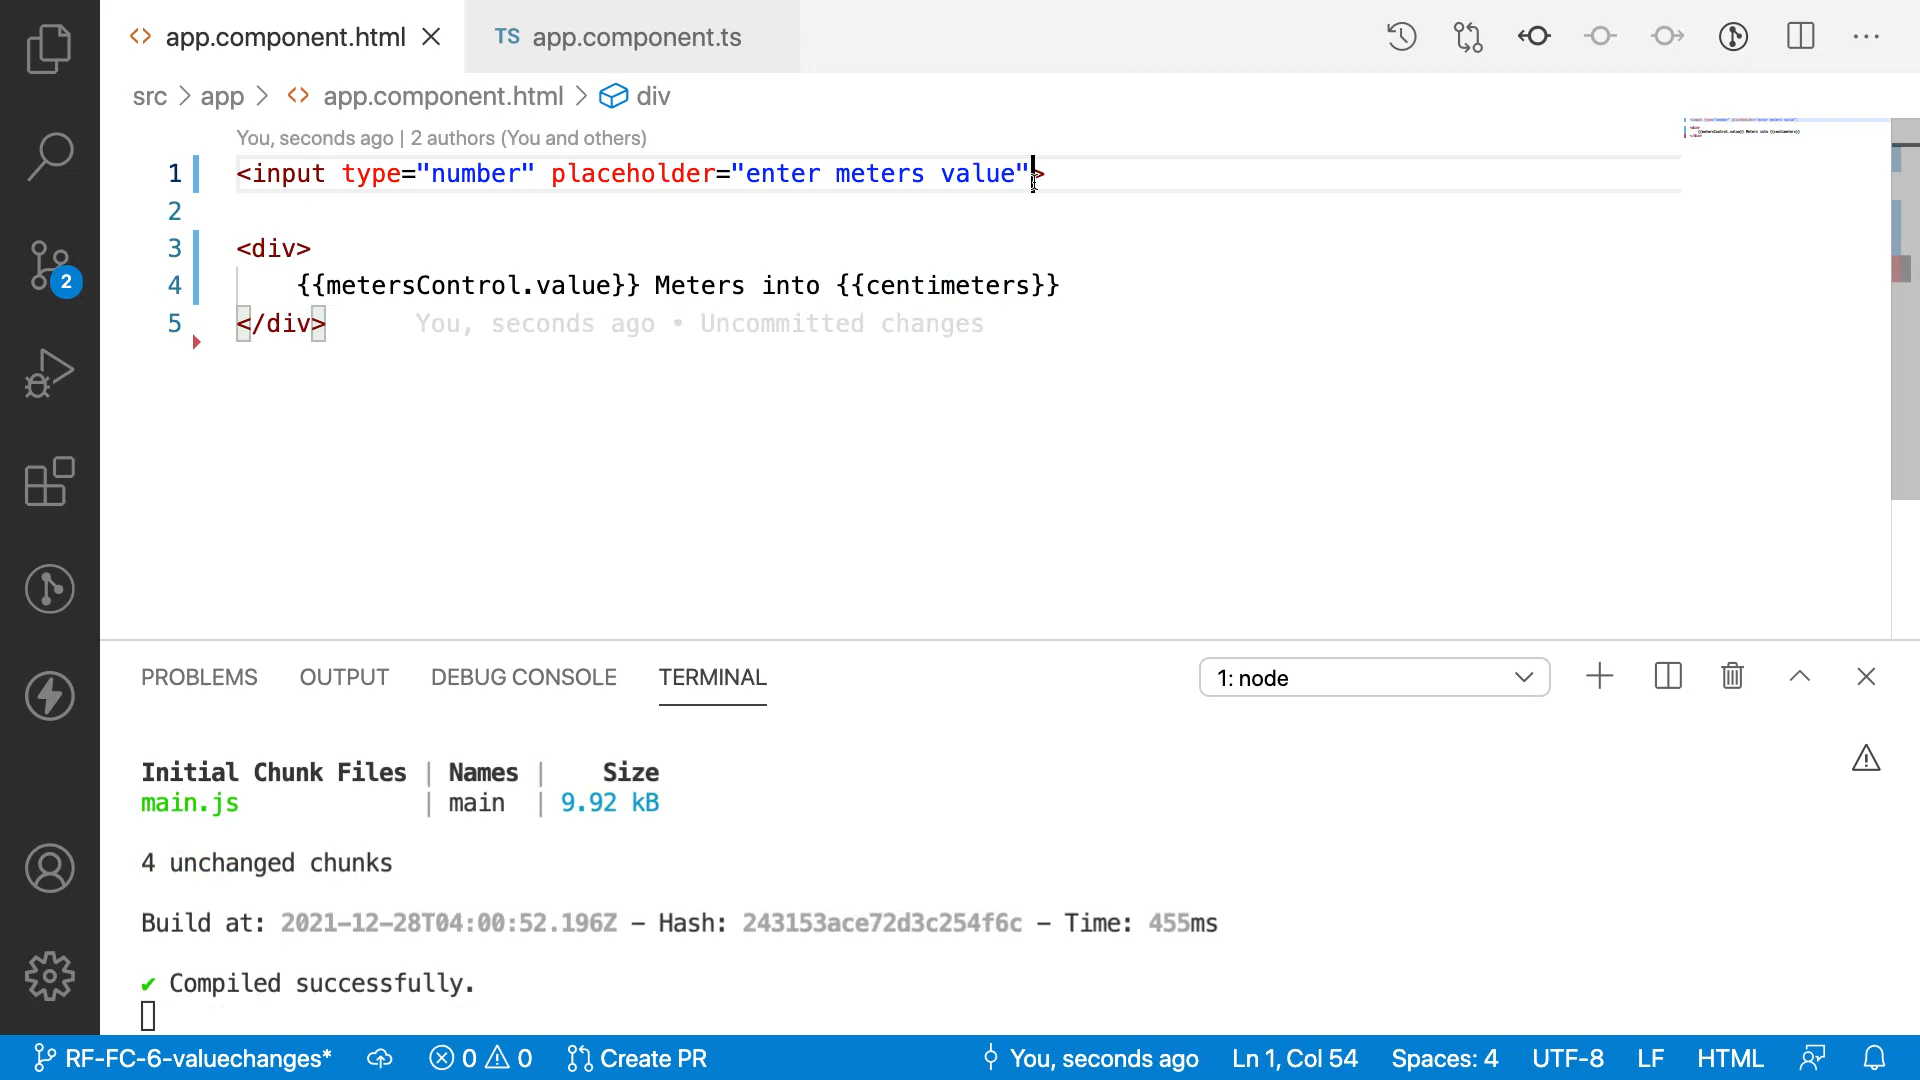 app.component.html
TS app.component.ts
src > app > app.component.html > div
You, seconds ago | 2 authors (You and others)
1 <input type="number" placeholder="enter meters value">
2
3 <div>
4 {{metersControl.value}} Meters into {{centimeters}}
5 </div> You, seconds ago • Uncommitted changes
2
PROBLEMS OUTPUT DEBUG CONSOLE TERMINAL 1: node
Initial Chunk Files | Names | Size
main.js | main | 9.92 kB
4 unchanged chunks
Build at: 2021-12-28T04:00:52.196Z - Hash: 243153ace72d3c254f6c - Time: 455ms
✔ Compiled successfully.
RF-FC-6-valuechanges* 0 0 Create PR You, seconds ago Ln 1, Col 54 Spaces: 4 UTF-8 LF HTML